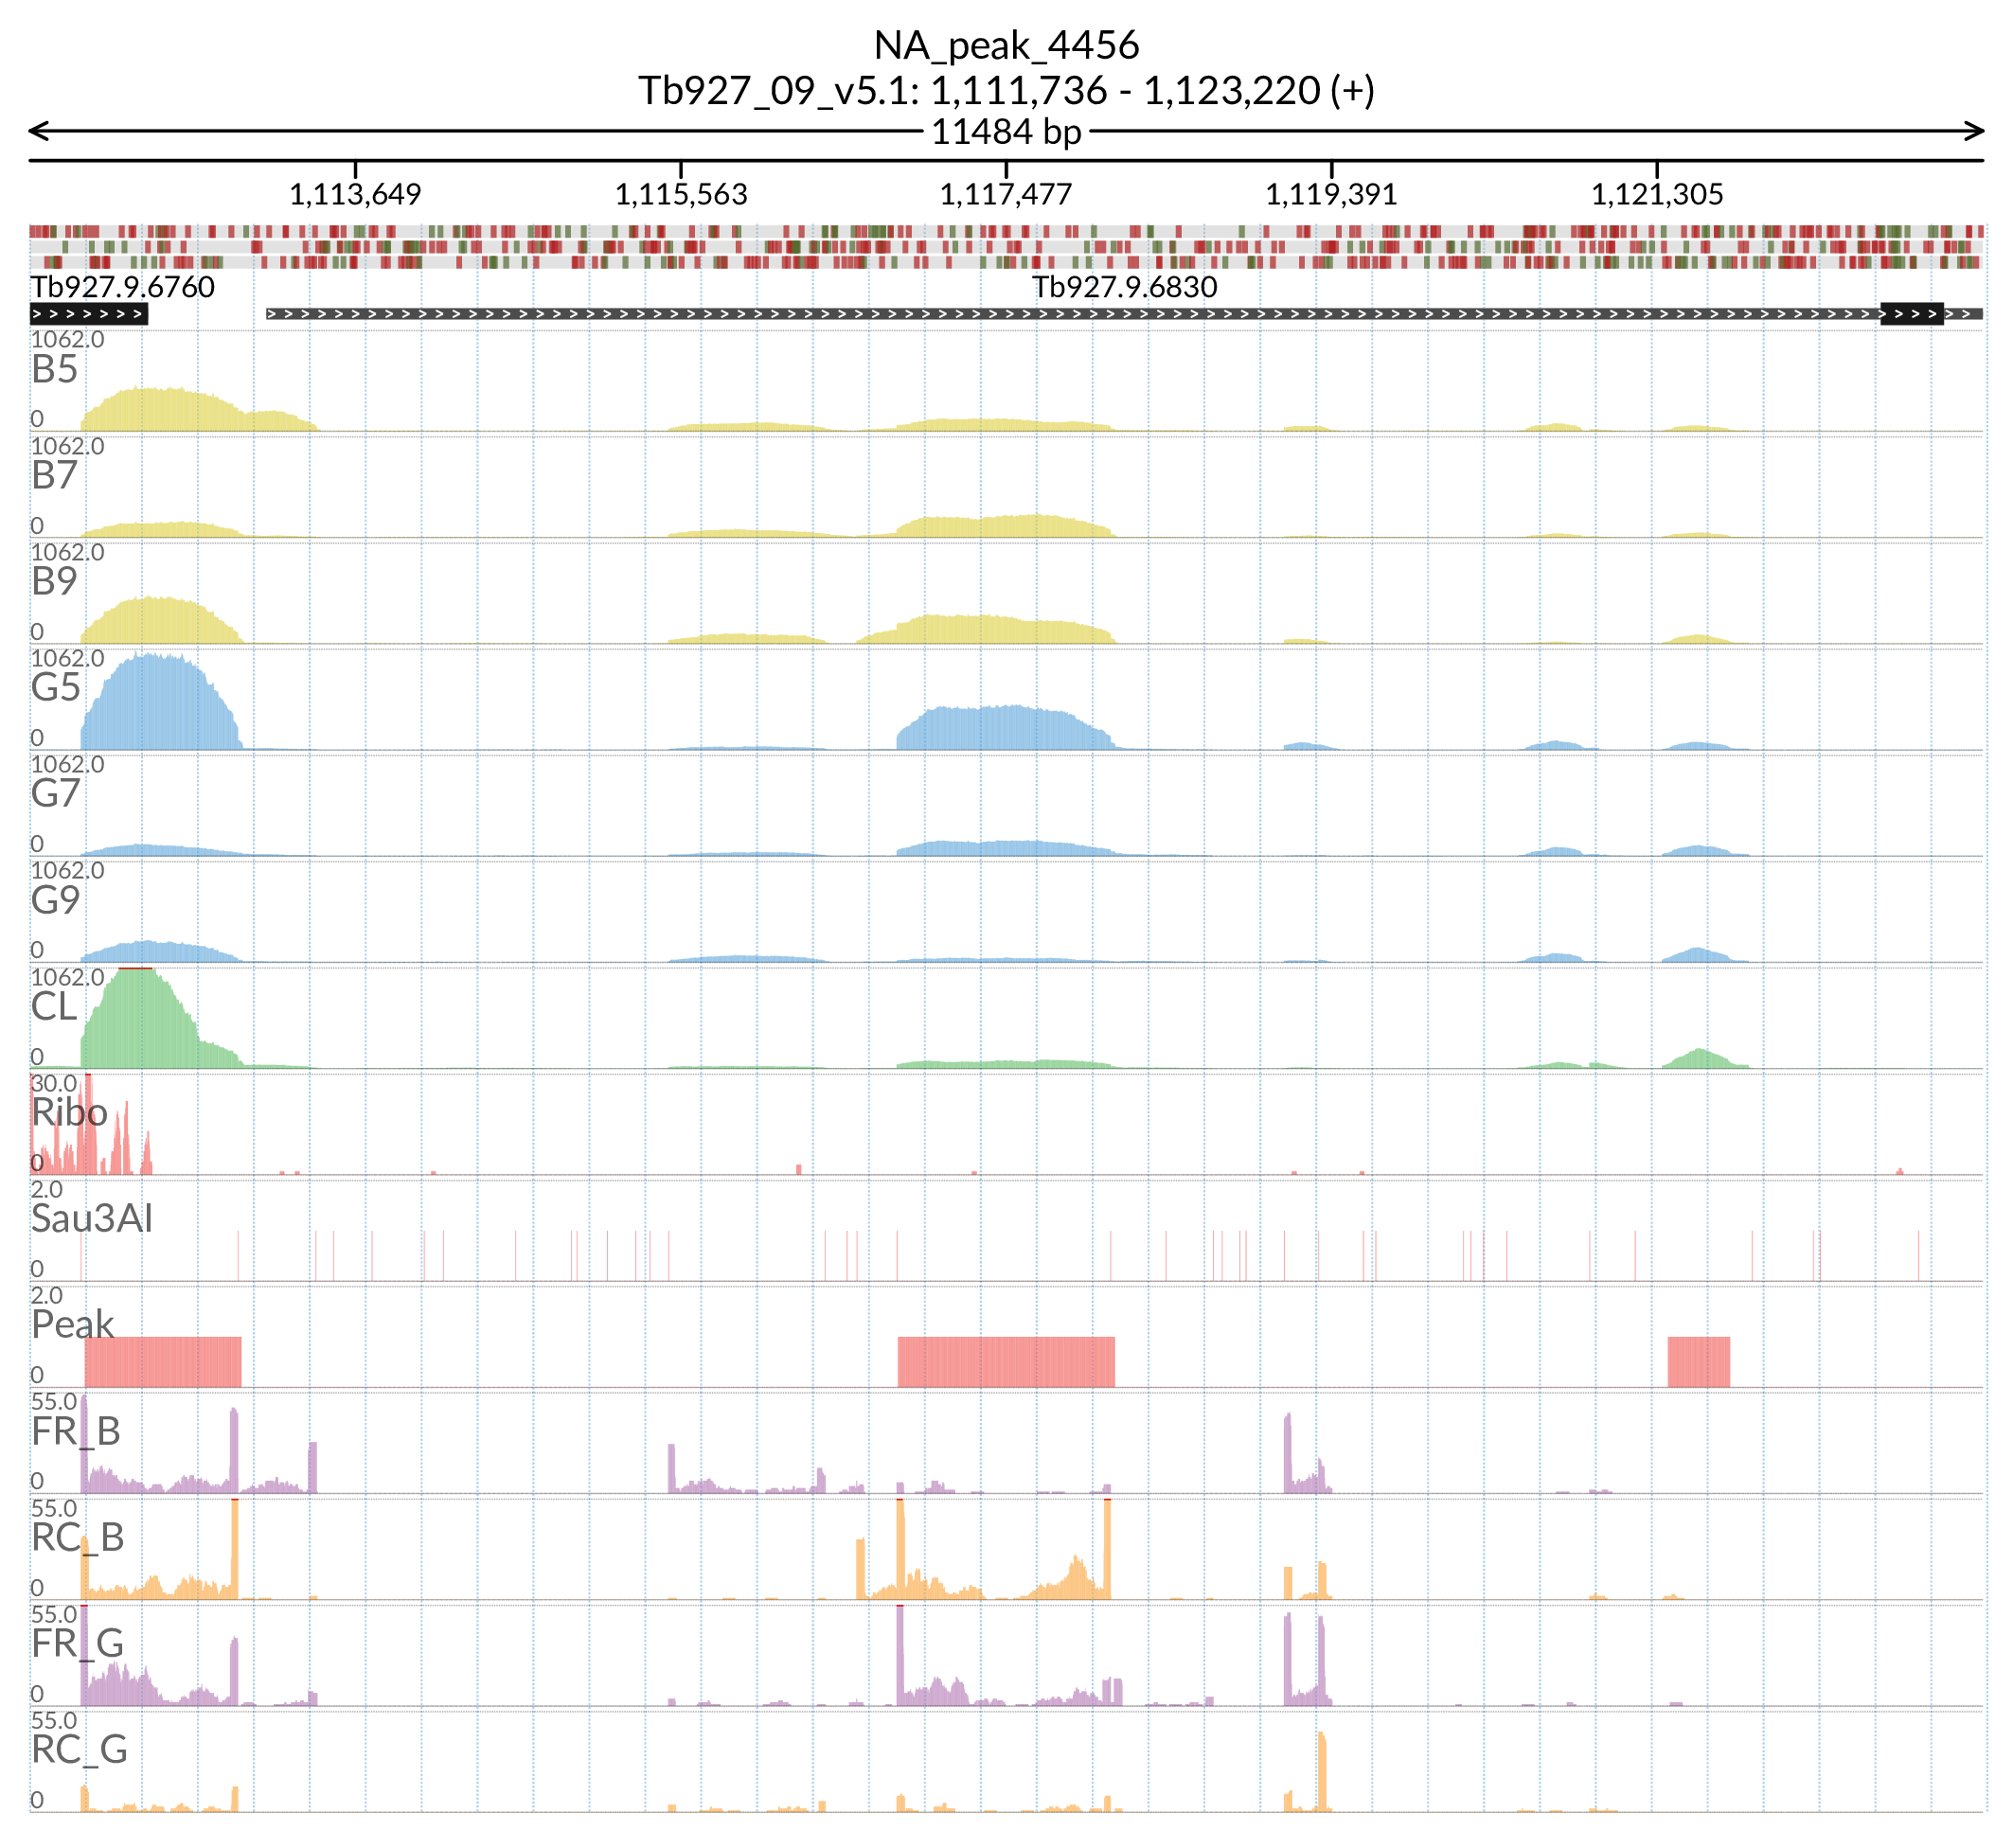 NA_peak_4456
Tb927_09_v5.1: 1,111,736 - 1,123,220 (+)
11484 bp
1,113,649 1,115,563 1,117,477 1,119,391 1,121,305
Tb927.9.6760 Tb927.9.6830
1062.0
B5
0
1062.0
B7
0
1062.0
B9
0
1062.0
G5
0
1062.0
G7
0
1062.0
G9
0
1062.0
CL
0
30.0
Ribo
0
2.0
Sau3AI
0
2.0
Peak
0
55.0
FR_B
0
55.0
RC_B
0
55.0
FR_G
0
55.0
RC_G
0